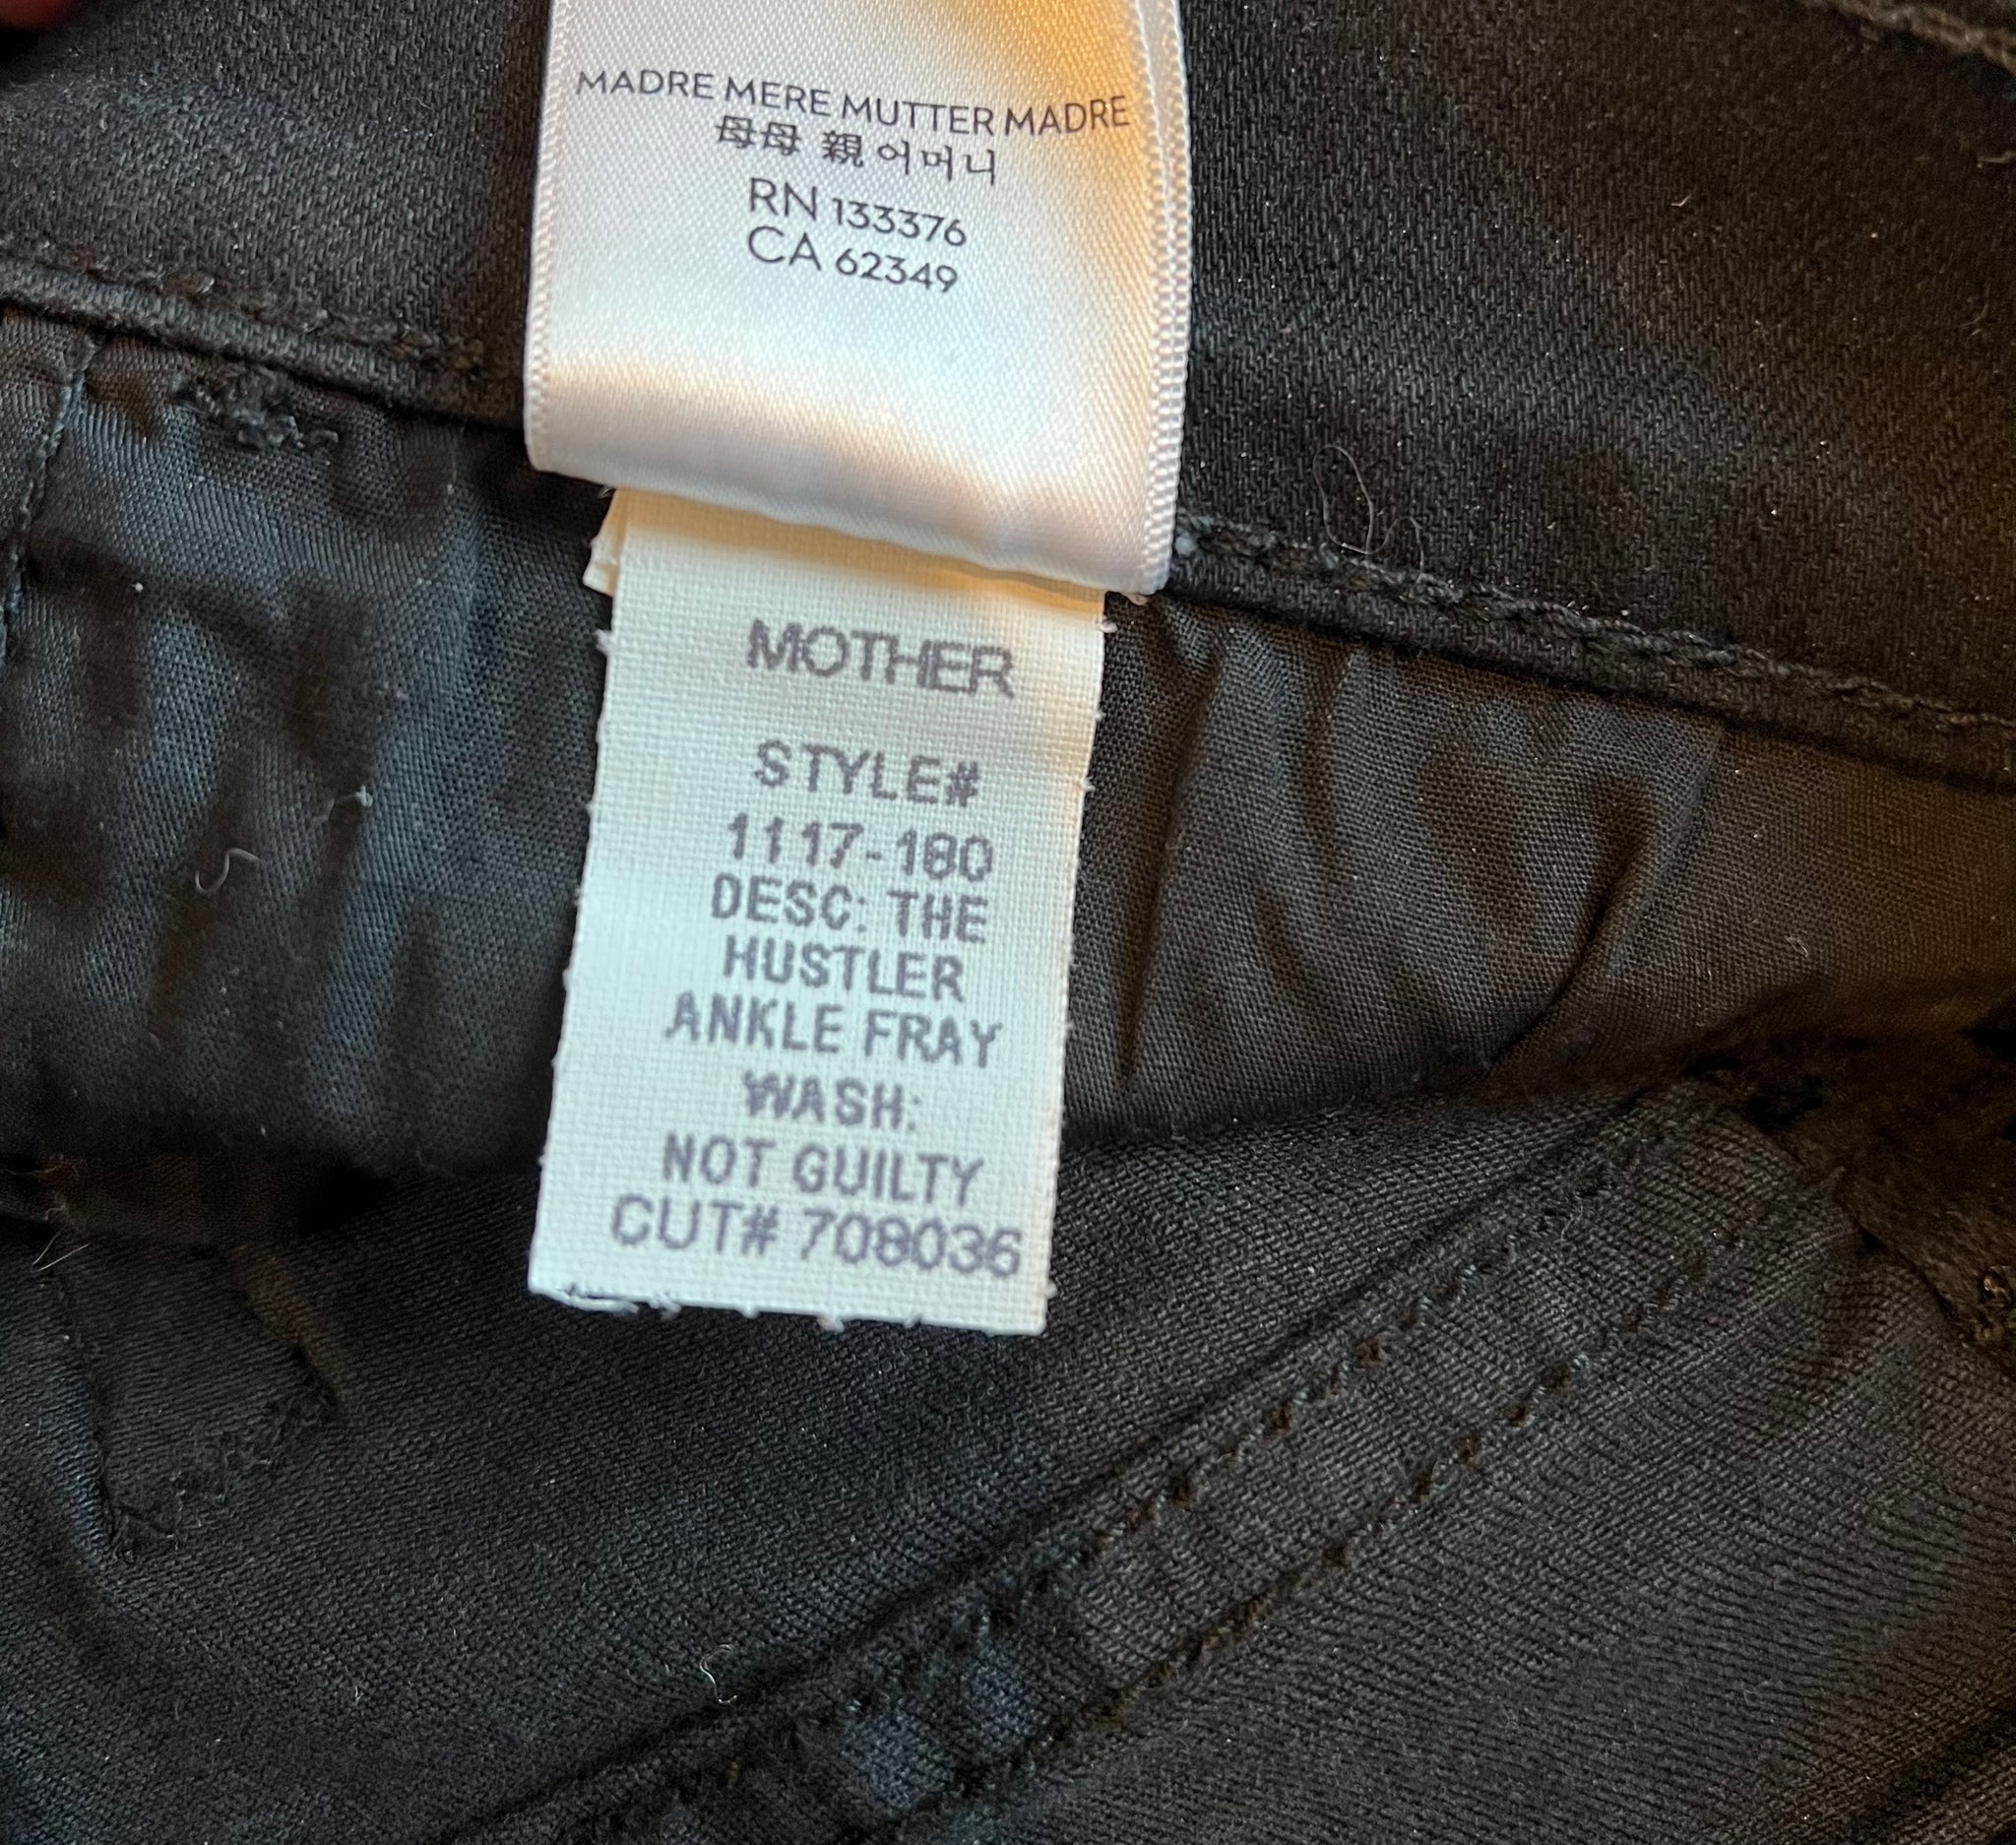 MADRE MERE MUTTER MADRE
母母 親 어머니
RN 133376
CA 62349
MOTHER
STYLE#
1117-180
DESC: THE
HUSTLER
ANKLE FRAY
WASH:
NOT GUILTY
CUT# 708036